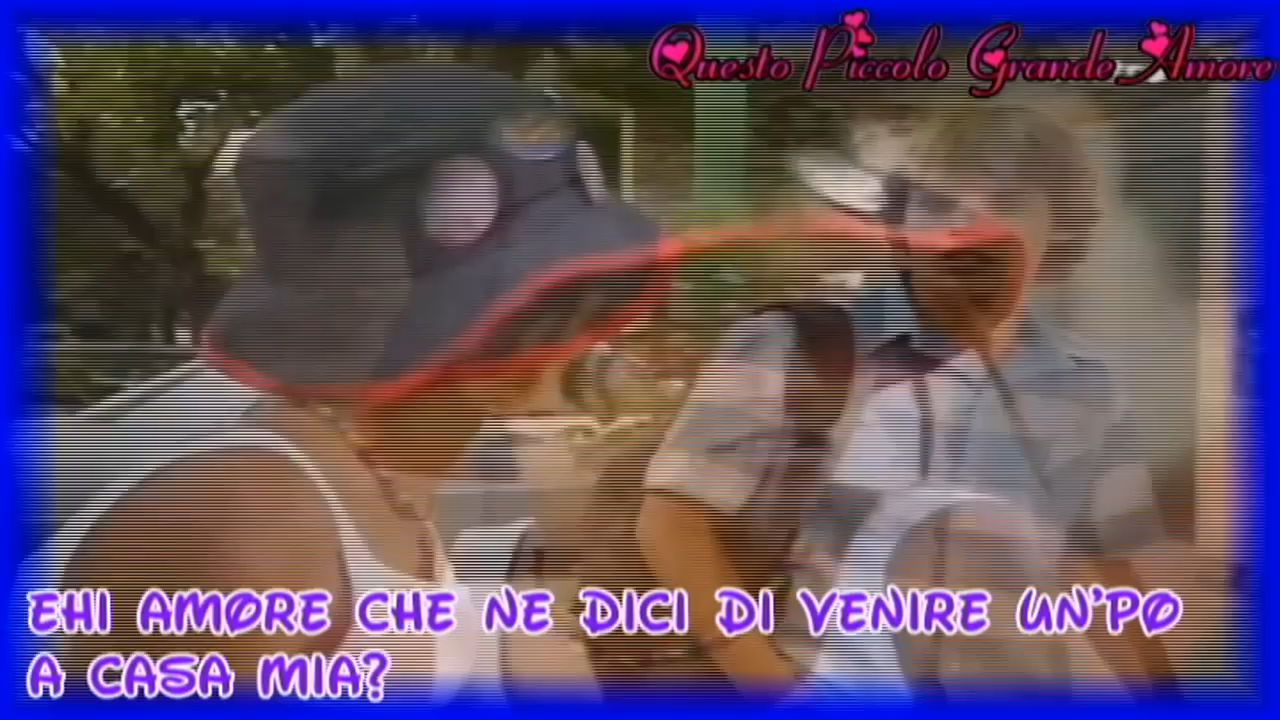 Questo Piccolo Grande Amore
EHI AMORE CHE NE DICI DI VENIRE UN'PO
A CASA MIA?